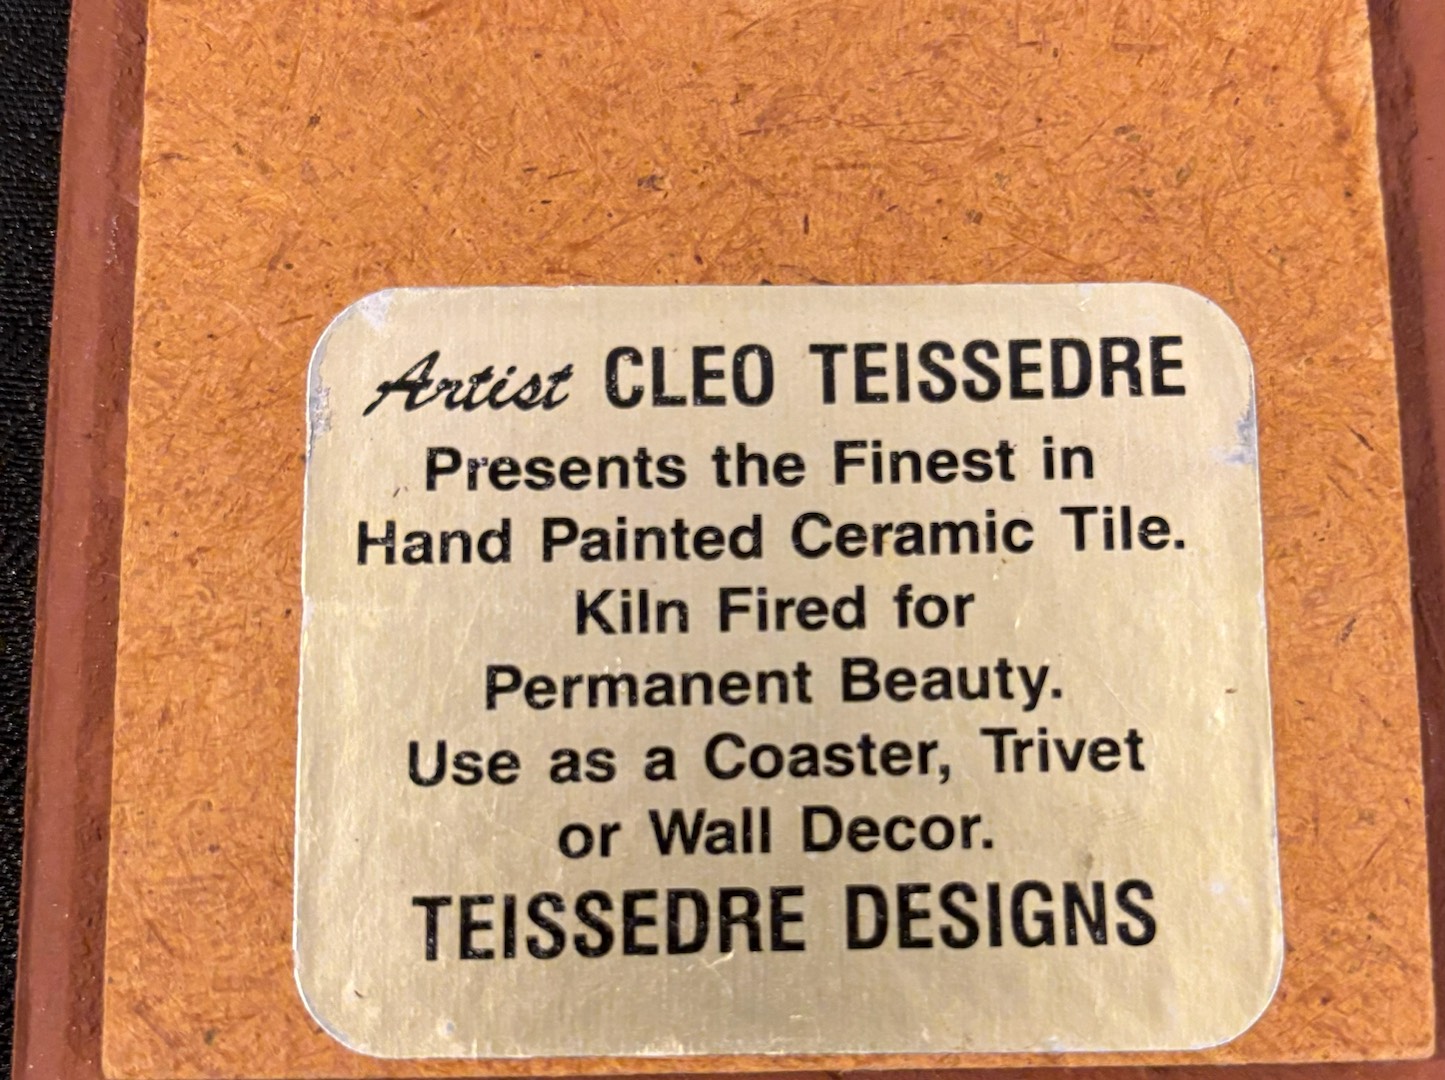 Artist CLEO TEISSEDRE
Presents the Finest in
Hand Painted Ceramic Tile.
Kiln Fired for
Permanent Beauty.
Use as a Coaster, Trivet
or Wall Decor.
TEISSEDRE DESIGNS